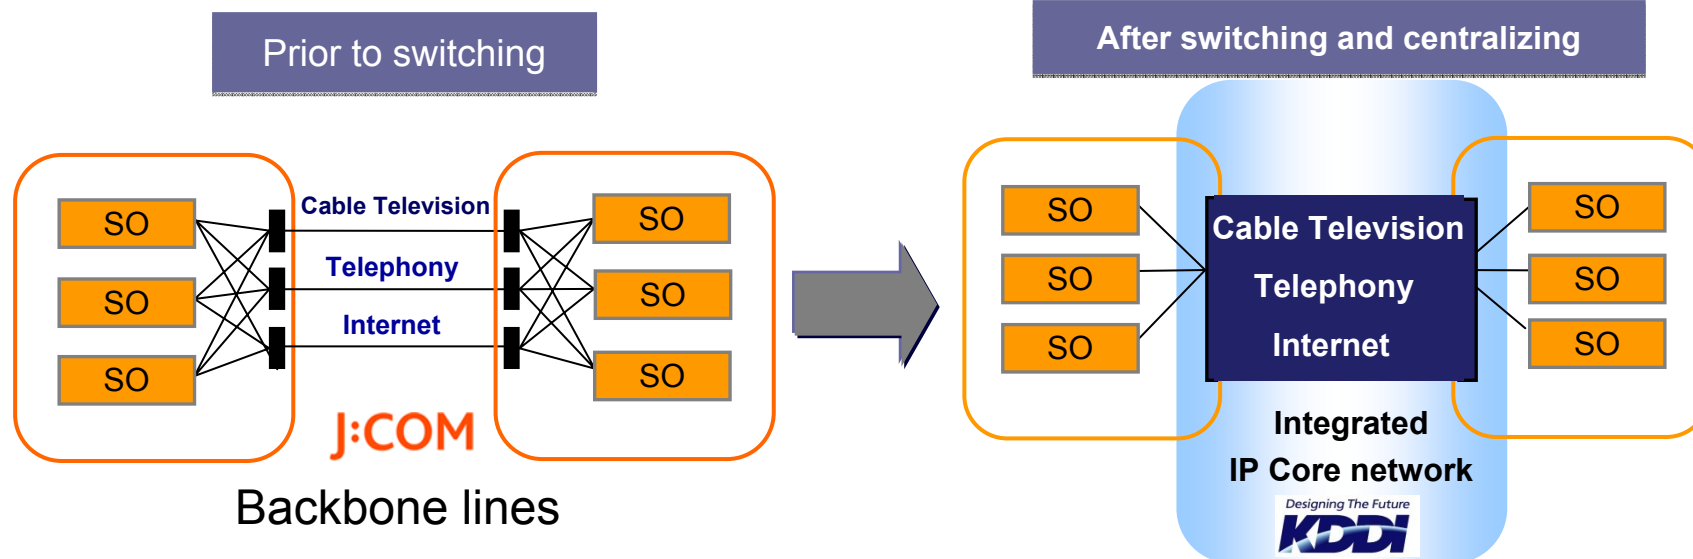 Prior to switching
After switching and centralizing
SO
SO
SO
Cable Television
Telephony
Internet
SO
SO
SO
J:COM
Backbone lines
SO
SO
SO
Cable Television
Telephony
Internet
SO
SO
SO
Integrated
IP Core network
Designing The Future
KDDI